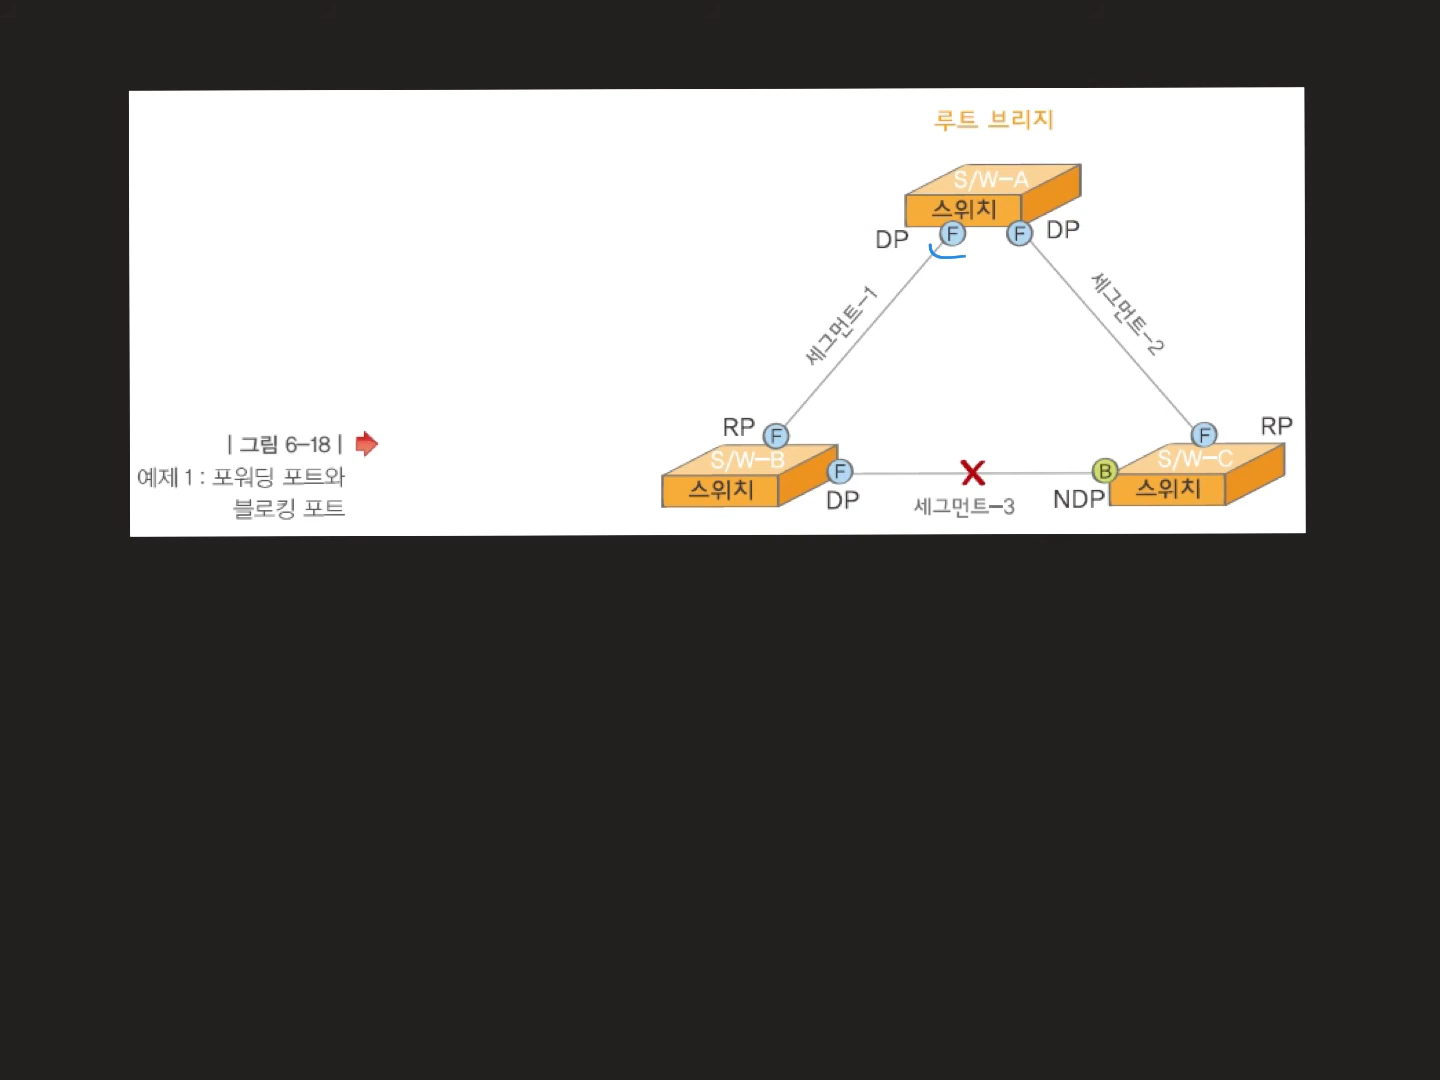 루트 브리지
S/W-A
스위치
DP
F
F
DP
세그먼트-1
세그먼트-2
RP
F
F
RP
S/W-B
스위치
F
DP
세그먼트-3
B
NDP
S/W-C
스위치
| 그림 6-18 |
예제 1 : 포워딩 포트와
블로킹 포트